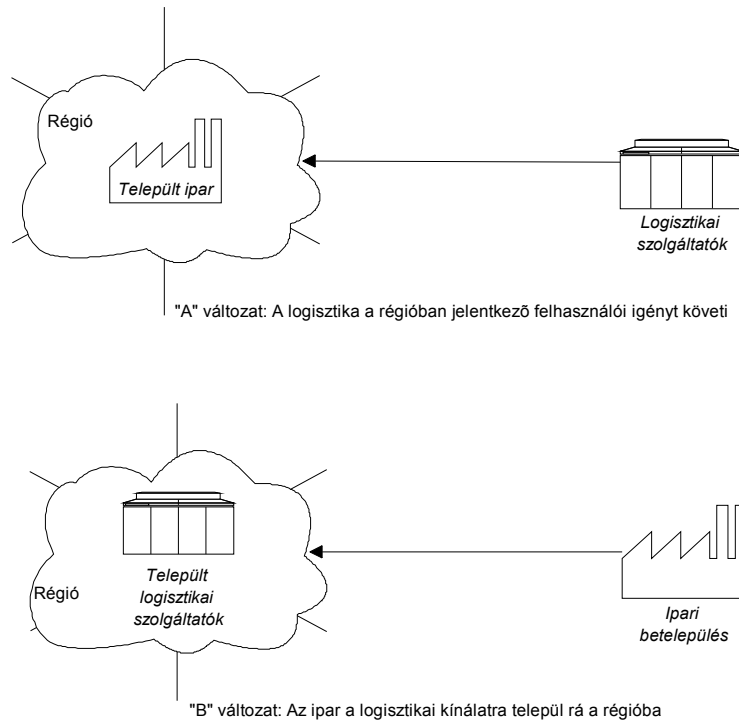 Régió
Települt ipar
Logisztikai
szolgáltatók
"A" változat: A logisztika a régióban jelentkezõ felhasználói igényt követi
Települt
logisztikai
szolgáltatók
Régió
Ipari
betelepülés
"B" változat: Az ipar a logisztikai kínálatra települ rá a régióba